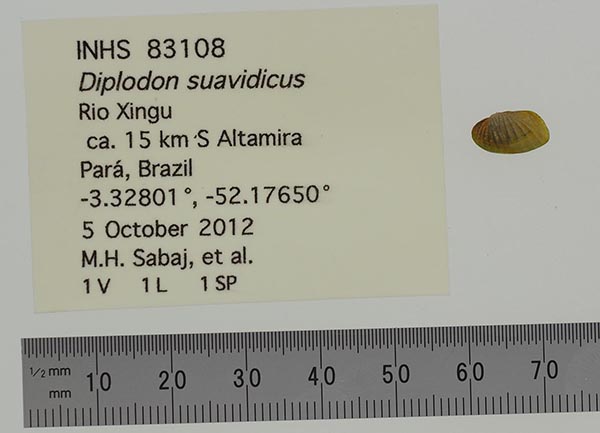 INHS 83108
Diplodon suavidicus
Rio Xingu
ca. 15 km S Altamira
Pará, Brazil
-3.32801°, -52.17650°
5 October 2012
M.H. Sabaj, et al.
1 V 1 L 1 SP
1/2 mm
mm 10 20 30 40 50 60 70